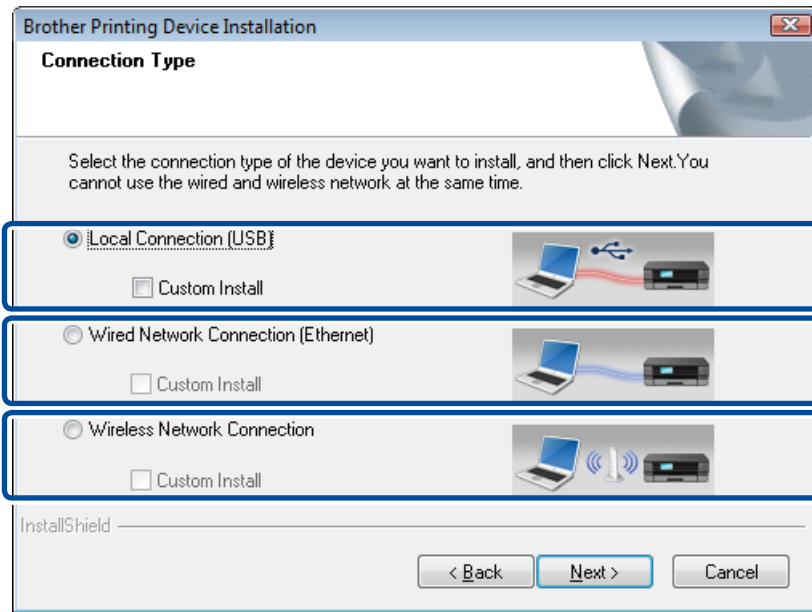 Brother Printing Device Installation
Connection Type
Select the connection type of the device you want to install, and then click Next.You
cannot use the wired and wireless network at the same time.
Local Connection (USB)
Custom Install
Wired Network Connection (Ethernet)
Custom Install
Wireless Network Connection
Custom Install
InstallShield
< Back Next > Cancel